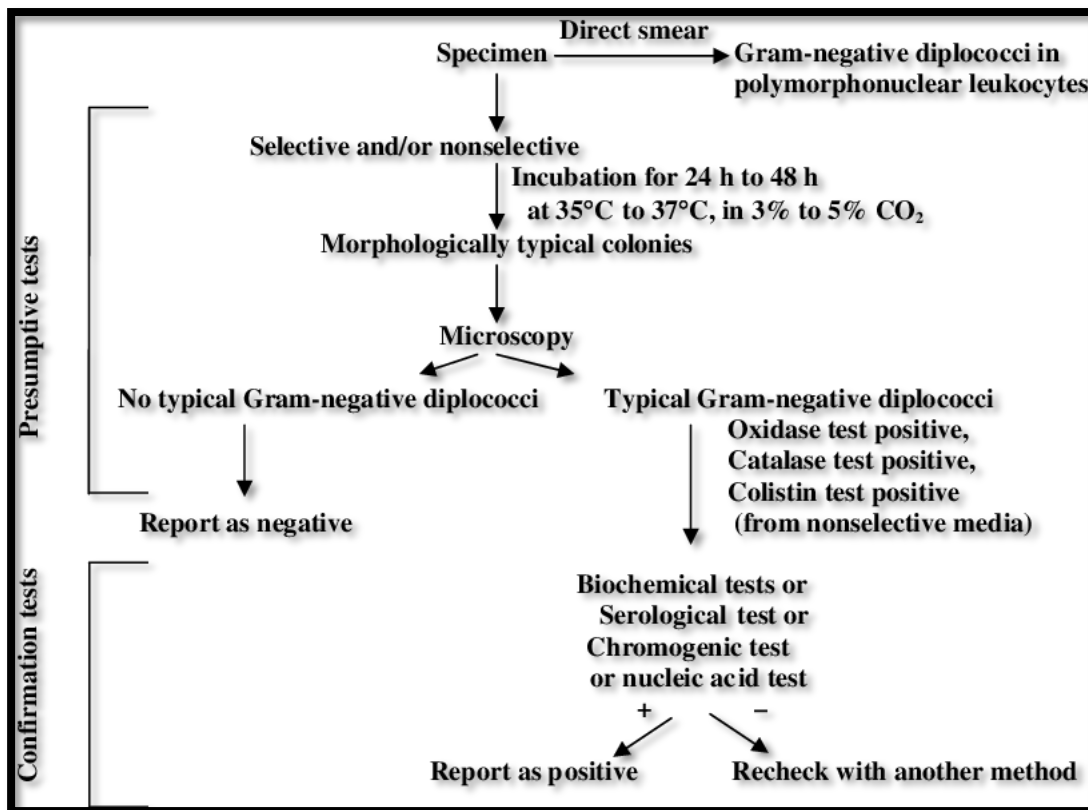 Direct smear
Specimen
Gram-negative diplococci in
polymorphonuclear leukocytes
Presumptive tests
Selective and/or nonselective
Incubation for 24 h to 48 h
at 35°C to 37°C, in 3% to 5% CO₂
Morphologically typical colonies
Microscopy
No typical Gram-negative diplococci
Typical Gram-negative diplococci
Oxidase test positive,
Catalase test positive,
Colistin test positive
(from nonselective media)
Report as negative
Confirmation tests
Biochemical tests or
Serological test or
Chromogenic test
or nucleic acid test
+ –
Report as positive
Recheck with another method